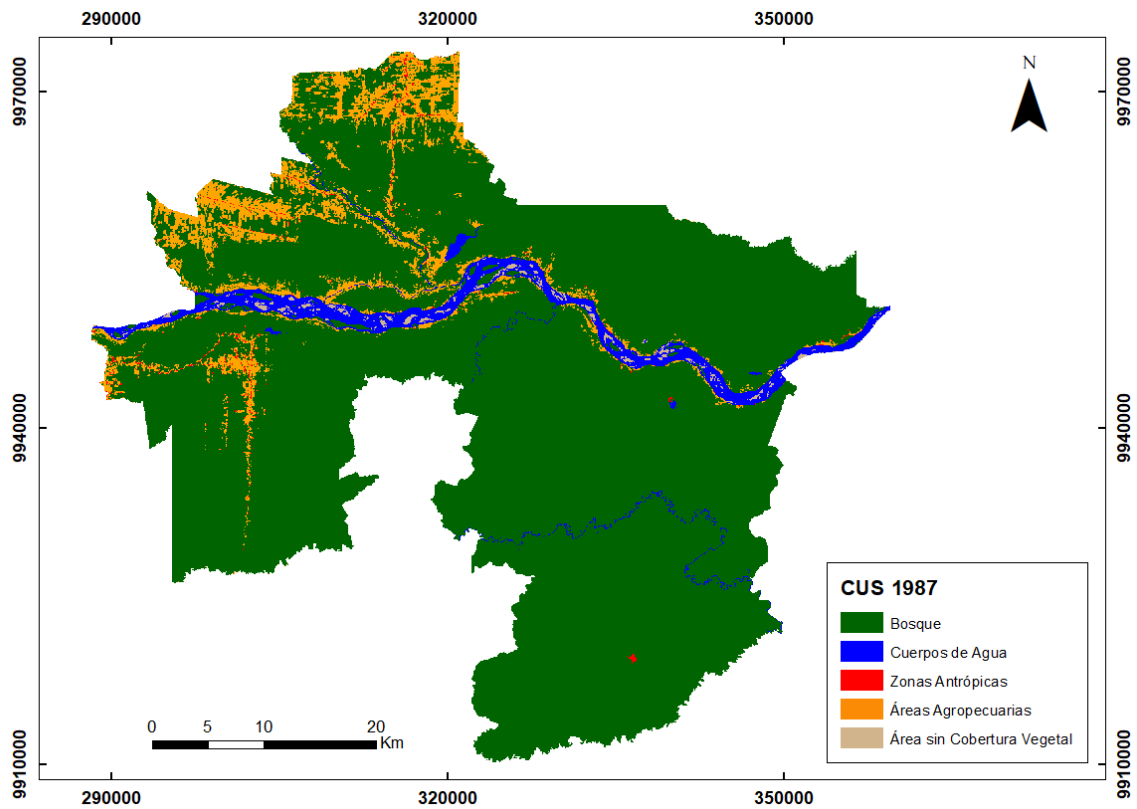 290000 320000 350000
9970000 9970000
N
9940000 9940000
CUS 1987
Bosque
Cuerpos de Agua
Zonas Antrópicas
Áreas Agropecuarias
Área sin Cobertura Vegetal
0 5 10 20
Km
9910000 9910000
290000 320000 350000